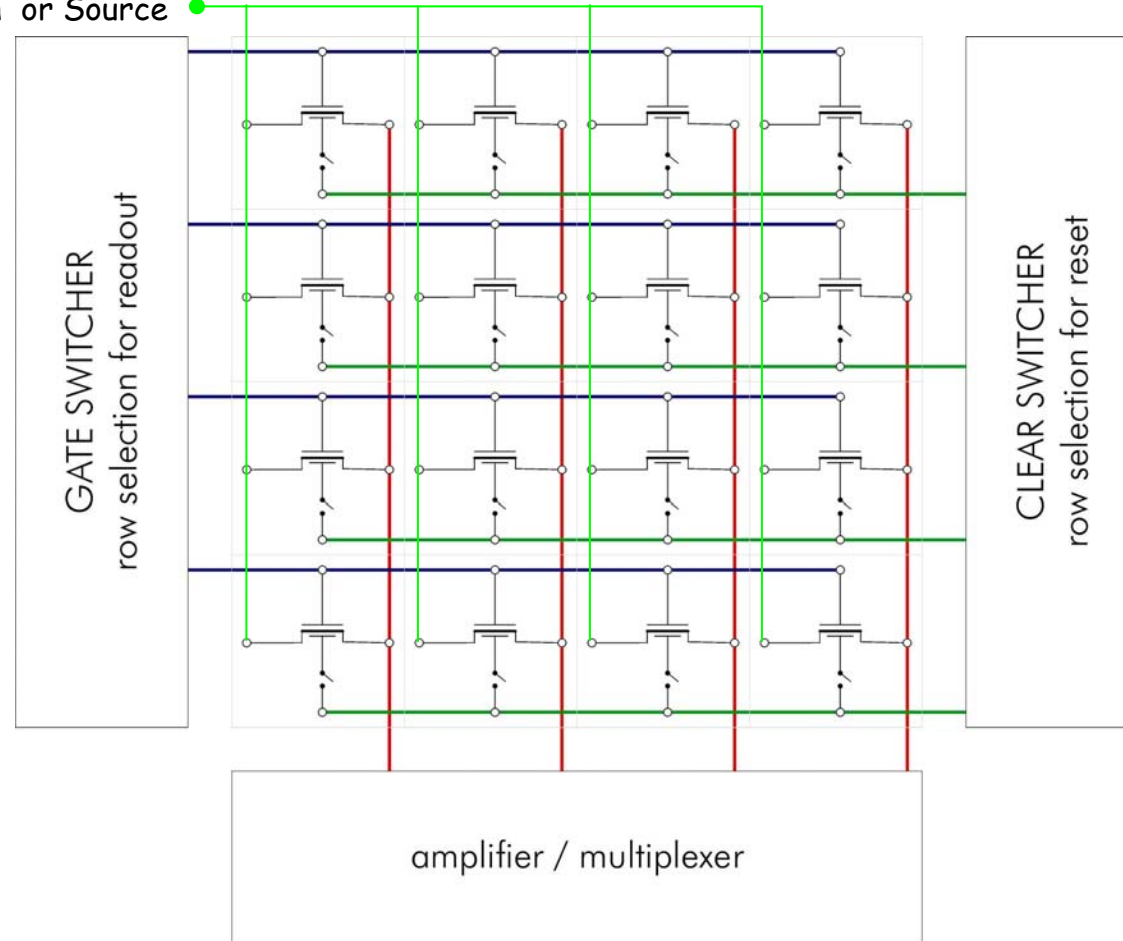 or Source
GATE SWITCHER
row selection for readout
CLEAR SWITCHER
row selection for reset
amplifier / multiplexer